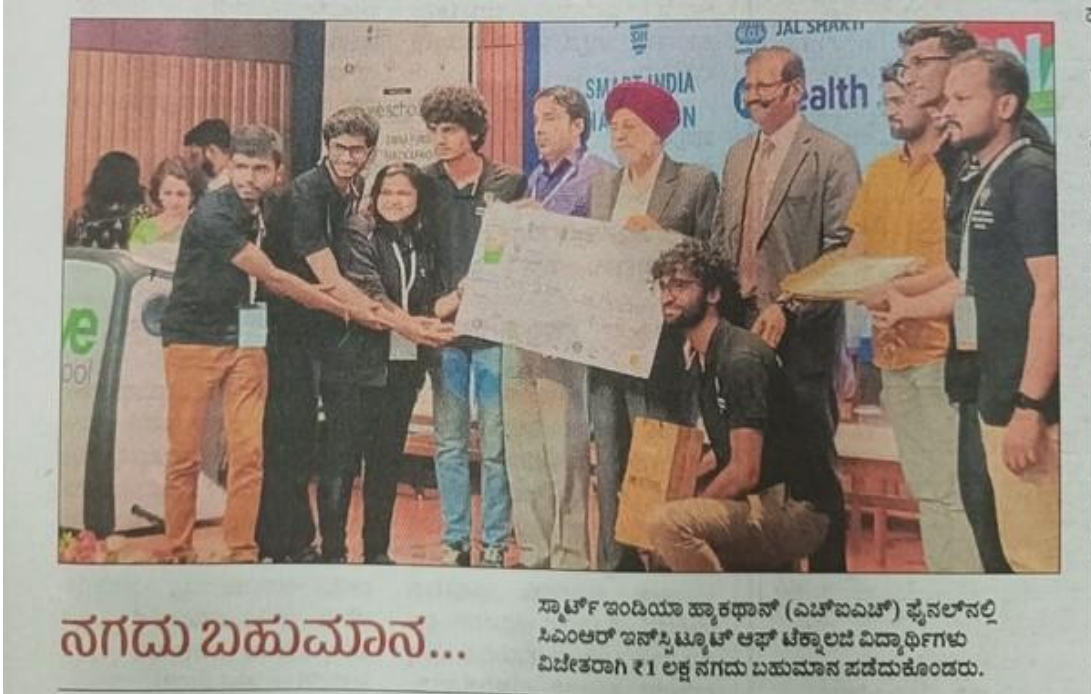 JAL SHAKTI
SMART INDIA
ealth
ve
ನಗದು ಬಹುಮಾನ...
ಸ್ಮಾರ್ಟ್ ಇಂಡಿಯಾ ಹ್ಯಾಕಥಾನ್ (ಎಚ್‌ಐಎಚ್) ಫೈನಲ್‌ನಲ್ಲಿ
ಸಿಎಂಆರ್ ಇನ್‌ಸ್ಟಿಟ್ಯೂಟ್ ಆಫ್ ಟೆಕ್ನಾಲಜಿ ವಿದ್ಯಾರ್ಥಿಗಳು
ವಿಜೇತರಾಗಿ ₹1 ಲಕ್ಷ ನಗದು ಬಹುಮಾನ ಪಡೆದುಕೊಂಡರು.